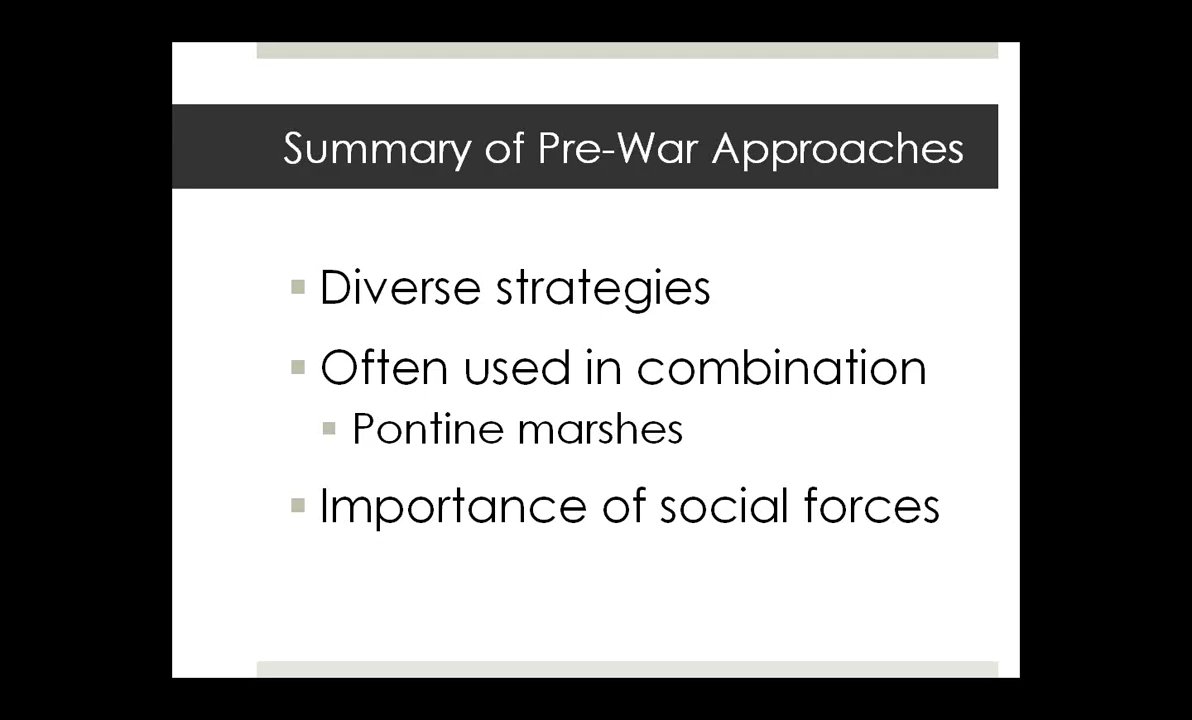 Summary of Pre-War Approaches
Diverse strategies
Often used in combination
Pontine marshes
Importance of social forces